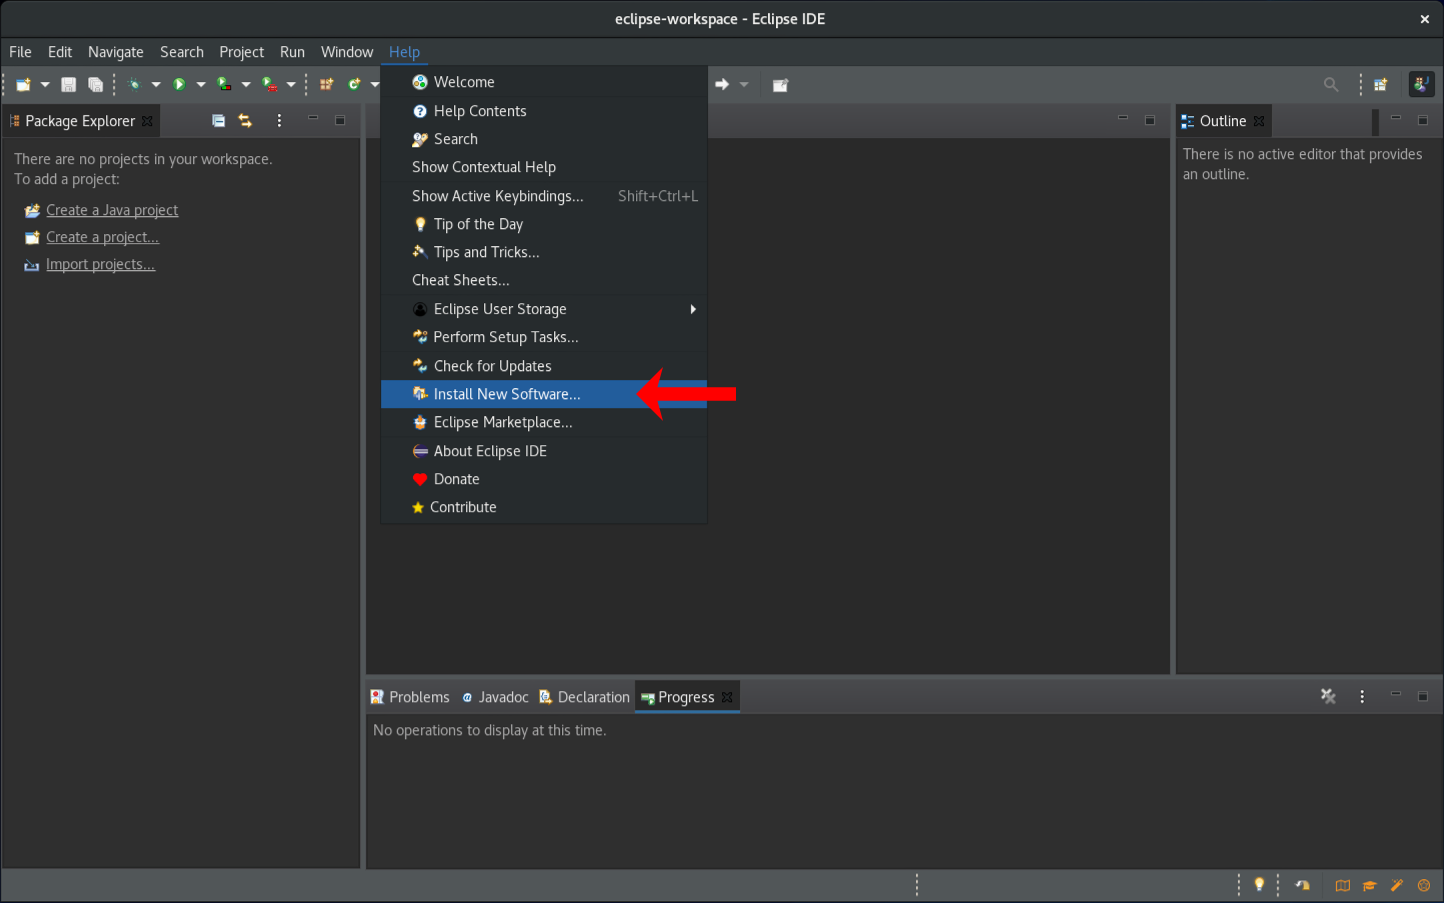 eclipse-workspace - Eclipse IDE
File Edit Navigate Search Project Run Window Help
Package Explorer
There are no projects in your workspace.
To add a project:
Create a Java project
Create a project...
Import projects...
Welcome
Help Contents
Search
Show Contextual Help
Show Active Keybindings... Shift+Ctrl+L
Tip of the Day
Tips and Tricks...
Cheat Sheets...
Eclipse User Storage
Perform Setup Tasks...
Check for Updates
Install New Software...
Eclipse Marketplace...
About Eclipse IDE
Donate
Contribute
Outline
There is no active editor that provides
an outline.
Problems Javadoc Declaration Progress
No operations to display at this time.